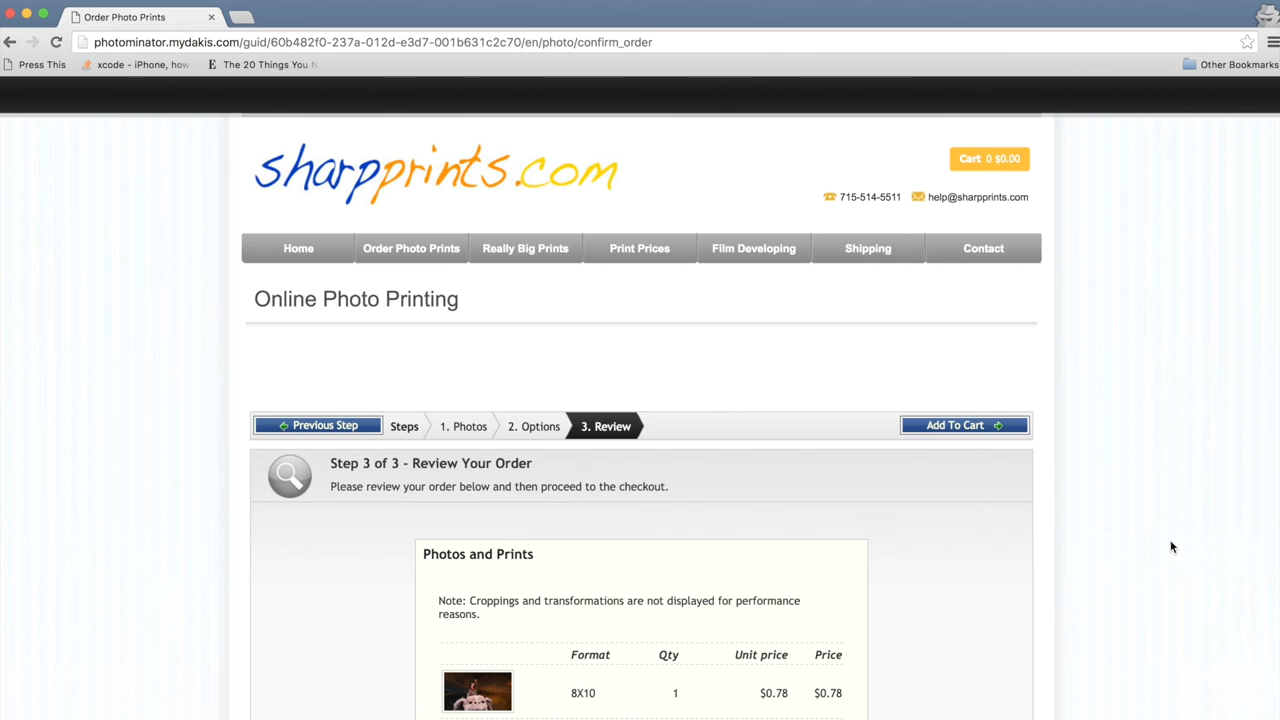 Order Photo Prints
photominator.mydakis.com/guid/60b482f0-237a-012d-e3d7-001b631c2c70/en/photo/confirm_order
Press This xcode - iPhone, how E The 20 Things You N Other Bookmarks
sharpprints.com
Cart 0 $0.00
715-514-5511 help@sharpprints.com
Home Order Photo Prints Really Big Prints Print Prices Film Developing Shipping Contact
Online Photo Printing
Previous Step Steps 1. Photos 2. Options 3. Review Add To Cart
Step 3 of 3 - Review Your Order
Please review your order below and then proceed to the checkout.
Photos and Prints
Note: Croppings and transformations are not displayed for performance
reasons.
Format Qty Unit price Price
8X10 1 $0.78 $0.78